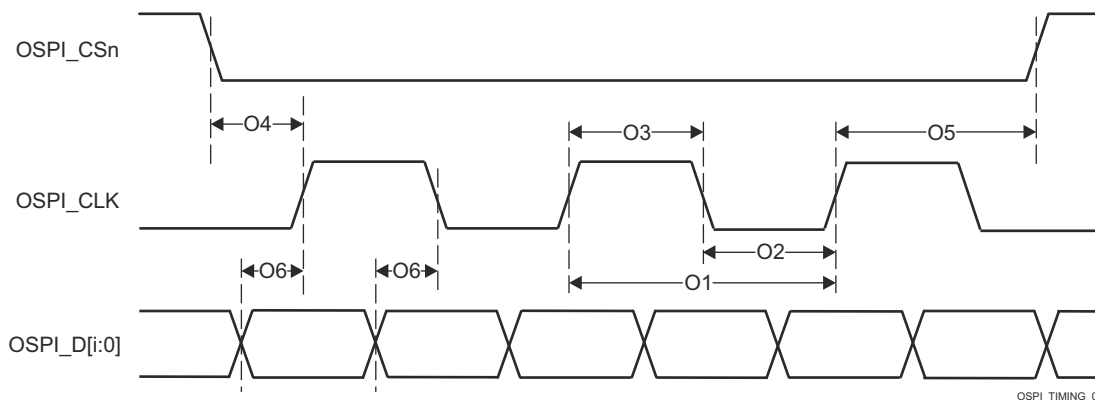 OSPI_CSn
O4
O3
O5
OSPI_CLK
O2
O6
O6
O1
OSPI_D[i:0]